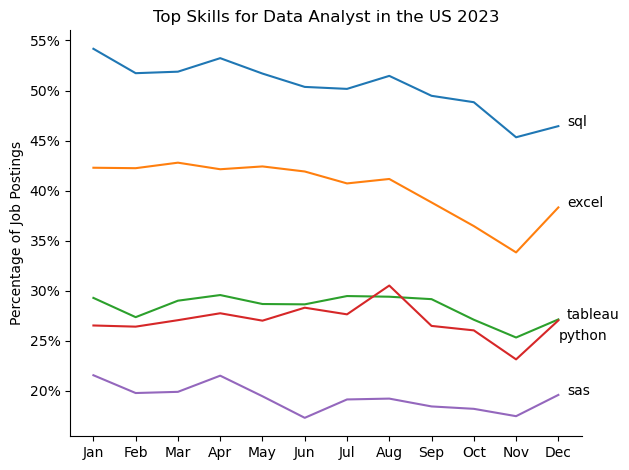 Top Skills for Data Analyst in the US 2023
Percentage of Job Postings
55%
50%
45%
40%
35%
30%
25%
20%
sql
excel
tableau
python
sas
Jan Feb Mar Apr May Jun Jul Aug Sep Oct Nov Dec